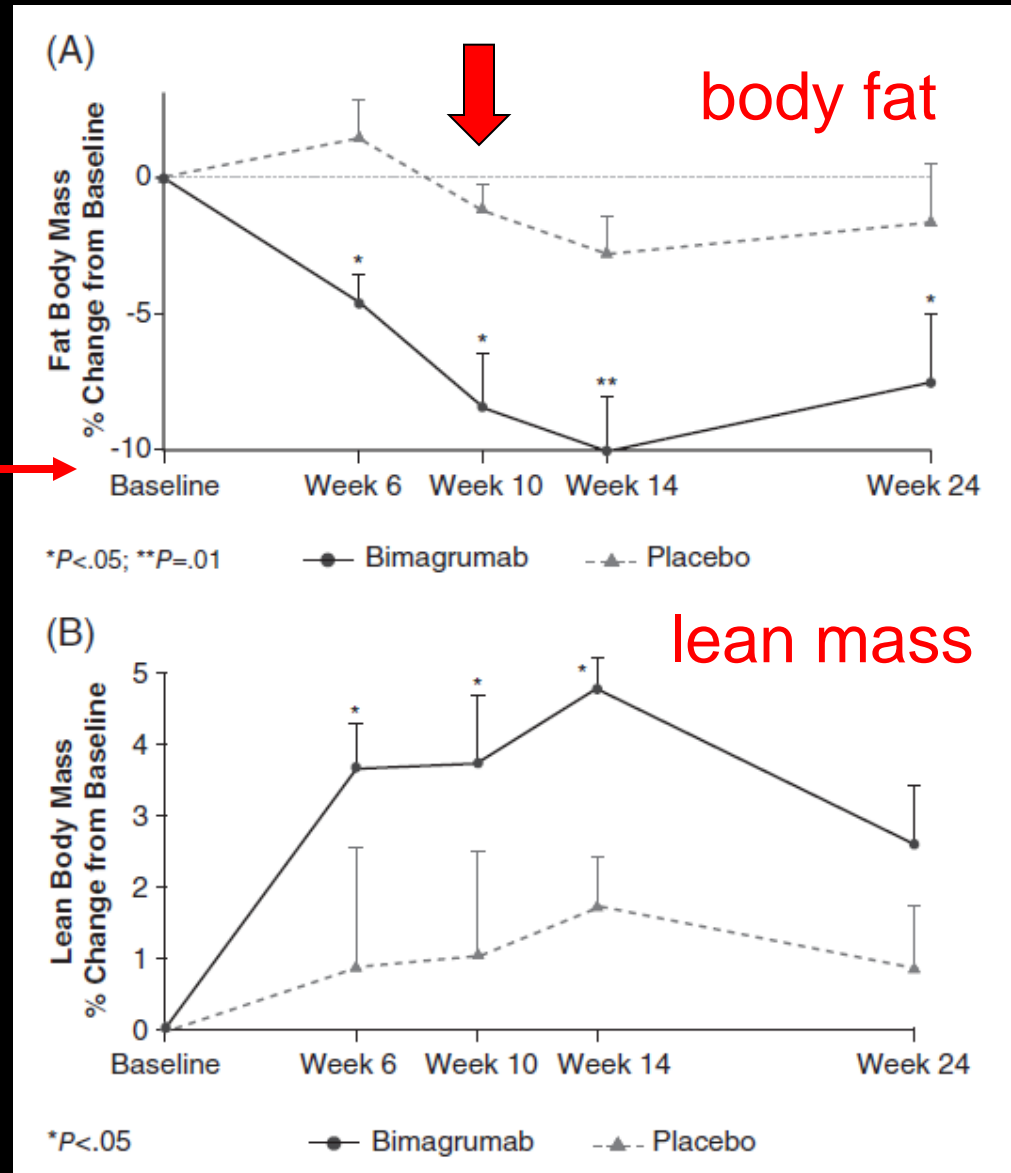 (A)
body fat
Fat Body Mass
% Change from Baseline
0
-5
-10
*
*
**
*
Baseline Week 6 Week 10 Week 14 Week 24
*P<.05; **P=.01 Bimagrumab Placebo
(B)
lean mass
Lean Body Mass
% Change from Baseline
5
4
3
2
1
0
*
*
*
Baseline Week 6 Week 10 Week 14 Week 24
*P<.05 Bimagrumab Placebo